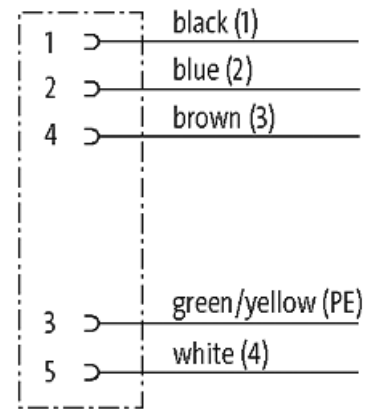 1 black (1)
2 blue (2)
4 brown (3)
3 green/yellow (PE)
5 white (4)